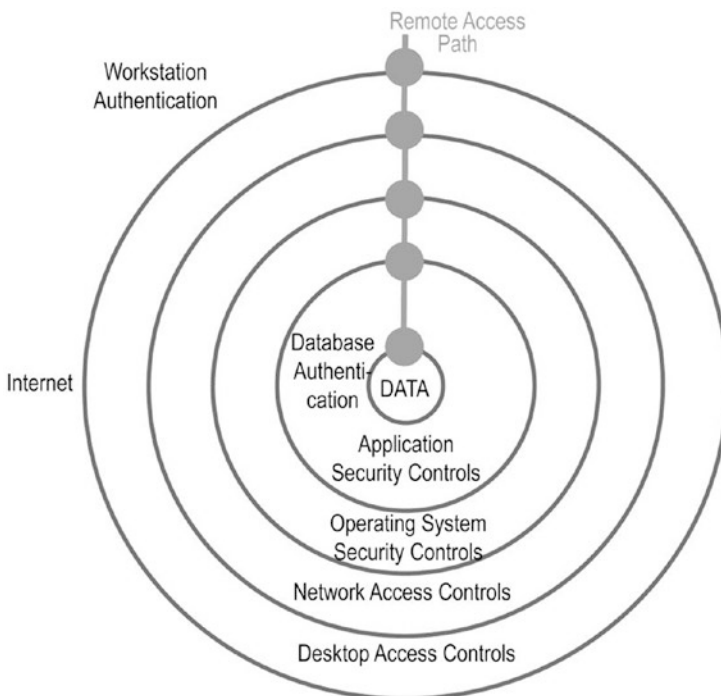 Remote Access
Path
Workstation
Authentication
Database
Authenti-
cation
Internet
DATA
Application
Security Controls
Operating System
Security Controls
Network Access Controls
Desktop Access Controls